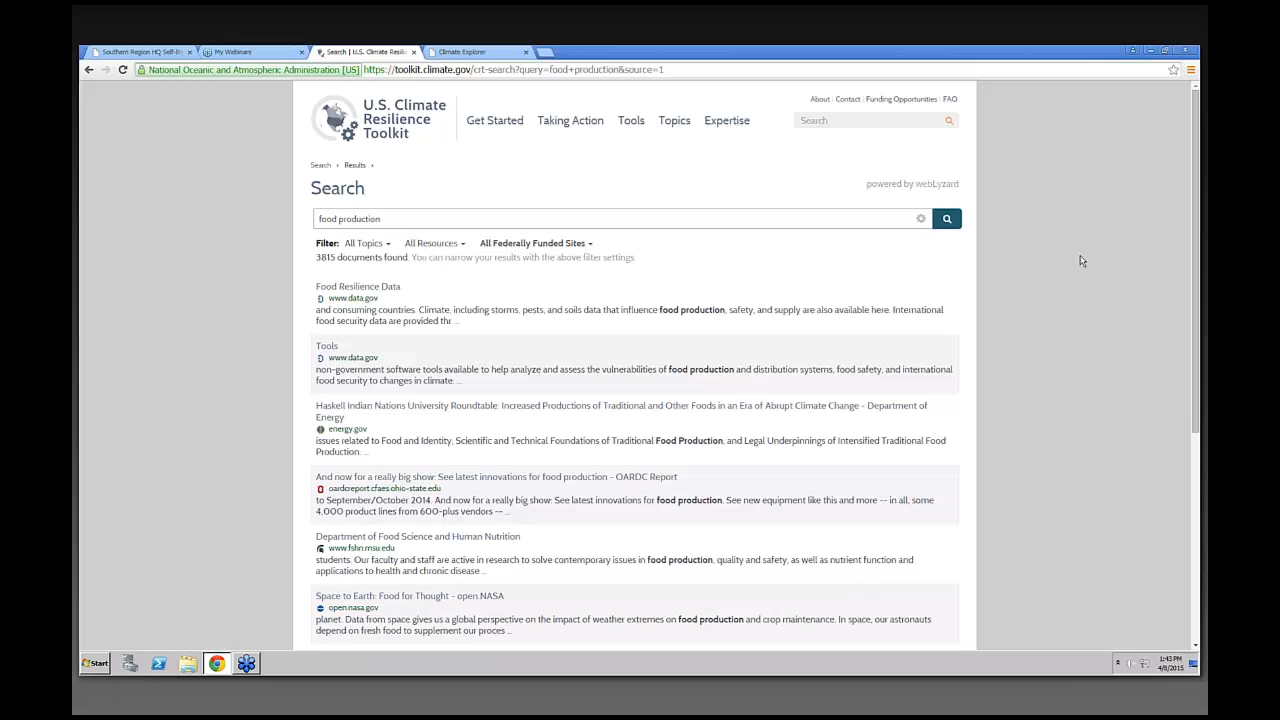 Southern Region HQ Self-Br
My Webinars
Search | U.S. Climate Resilie
Climate Explorer
National Oceanic and Atmospheric Administration [US]
https://toolkit.climate.gov/crt-search?query=food+production&source=1
About | Contact | Funding Opportunities | FAQ
U.S. Climate
Resilience
Toolkit
Get Started Taking Action Tools Topics Expertise
Search
Search › Results ›
Search
powered by webLyzard
food production
Filter: All Topics All Resources All Federally Funded Sites
3815 documents found. You can narrow your results with the above filter settings.
Food Resilience Data
www.data.gov
and consuming countries. Climate, including storms, pests, and soils data that influence food production, safety, and supply are also available here. International
food security data are provided thr ...
Tools
www.data.gov
non-government software tools available to help analyze and assess the vulnerabilities of food production and distribution systems, food safety, and international
food security to changes in climate. ...
Haskell Indian Nations University Roundtable: Increased Productions of Traditional and Other Foods in an Era of Abrupt Climate Change - Department of
Energy
energy.gov
issues related to Food and Identity, Scientific and Technical Foundations of Traditional Food Production, and Legal Underpinnings of Intensified Traditional Food
Production. ...
And now for a really big show: See latest innovations for food production - OARDC Report
oardcreport.cfaes.ohio-state.edu
to September/October 2014. And now for a really big show: See latest innovations for food production. See new equipment like this and more -- in all, some
4,000 product lines from 600-plus vendors -- ...
Department of Food Science and Human Nutrition
www.fshn.msu.edu
students. Our faculty and staff are active in research to solve contemporary issues in food production, quality and safety, as well as nutrient function and
applications to health and chronic disease ...
Space to Earth: Food for Thought - open.NASA
open.nasa.gov
planet. Data from space gives us a global perspective on the impact of weather extremes on food production and crop maintenance. In space, our astronauts
depend on fresh food to supplement our proces ...
Start
1:43 PM
4/8/2015